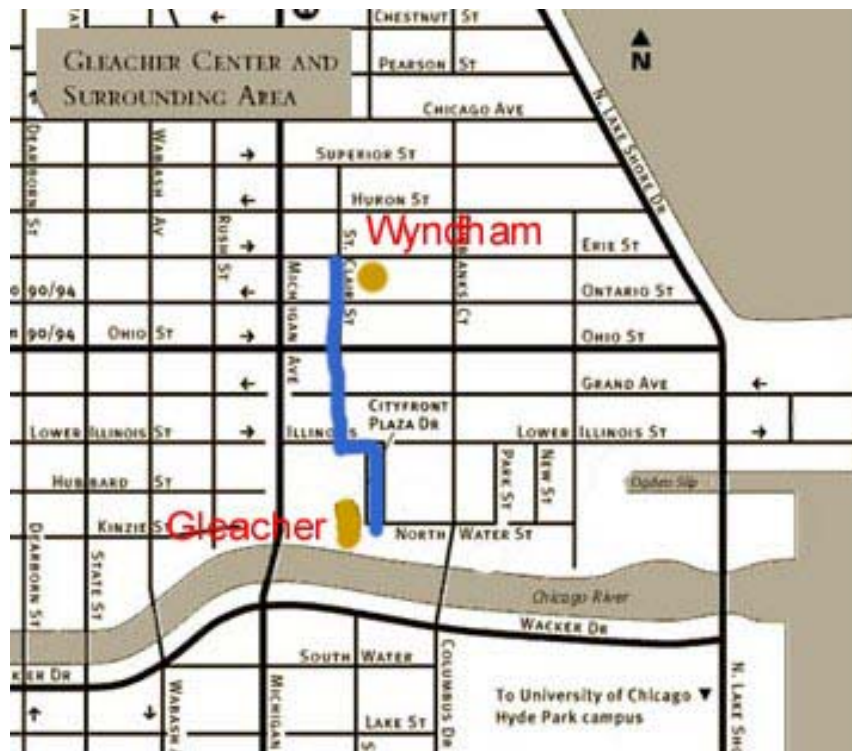 CHESTNUT ST
GLEACHER CENTER AND
SURROUNDING AREA
PEARSON ST
N
CHICAGO AVE
N. LAKE SHORE DR
DEARBORN ST
WABASH AV
SUPERIOR ST
HURON ST
RUSH ST
Wyndham
ST. CLAIR ST
ERIE ST
MICHIGAN AVE
90/94
ONTARIO ST
90/94
OHIO ST
OHIO ST
GRAND AVE
CITYFRONT
PLAZA DR
LOWER ILLINOIS ST
ILLINOIS
LOWER ILLINOIS ST
HUBBARD ST
PARK ST
NEW ST
Ogden Slip
Gleacher
KINZIE ST
NORTH WATER ST
DEARBORN ST
STATE ST
Chicago River
WACKER DR
SOUTH WATER
COLUMBUS DR
N. LAKE
WABASH
MICHIGAN
To University of Chicago
Hyde Park campus
LAKE ST